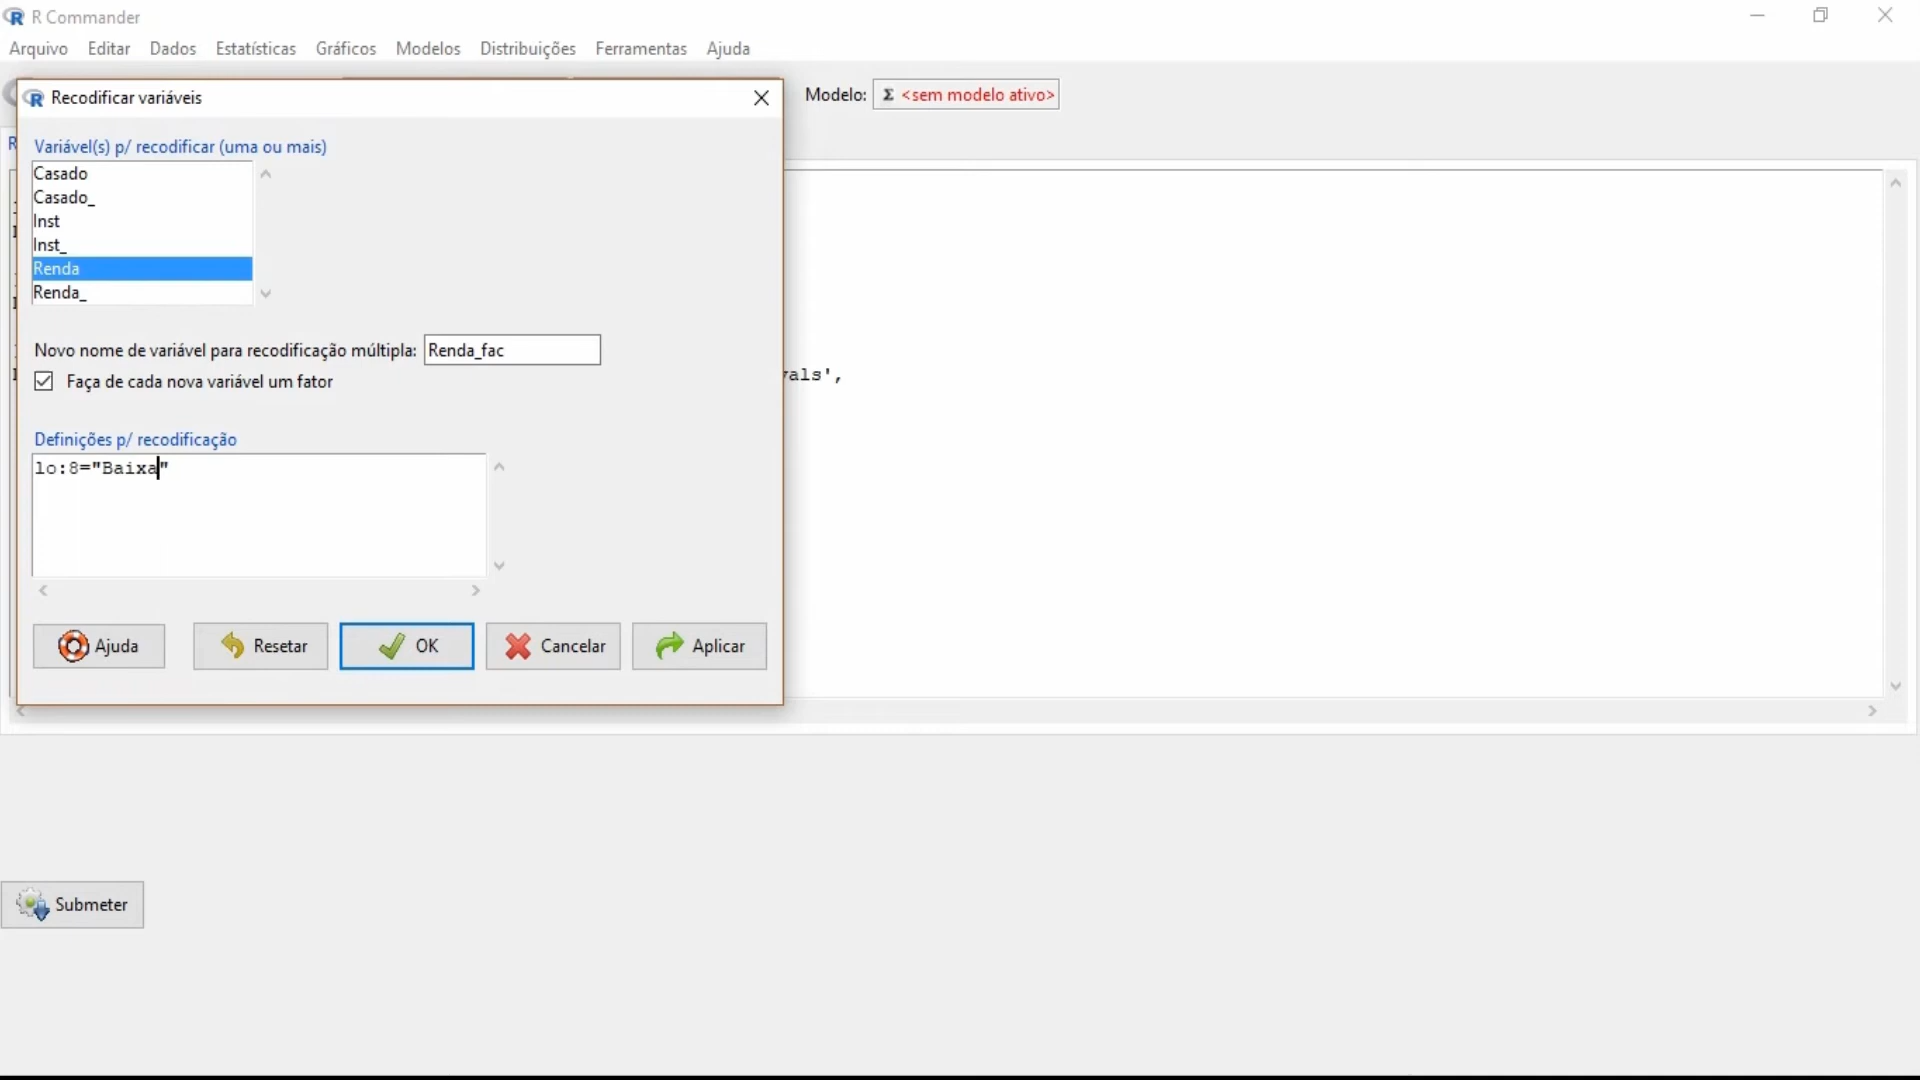 R Commander
Arquivo Editar Dados Estatísticas Gráficos Modelos Distribuições Ferramentas Ajuda
Recodificar variáveis
Modelo: Σ <sem modelo ativo>
Variável(s) p/ recodificar (uma ou mais)
Casado
Casado_
Inst
Inst_
Renda
Renda_
Novo nome de variável para recodificação múltipla: Renda_fac
Faça de cada nova variável um fator
vals',
Definições p/ recodificação
lo:8="Baixa"
Ajuda Resetar OK Cancelar Aplicar
Submeter